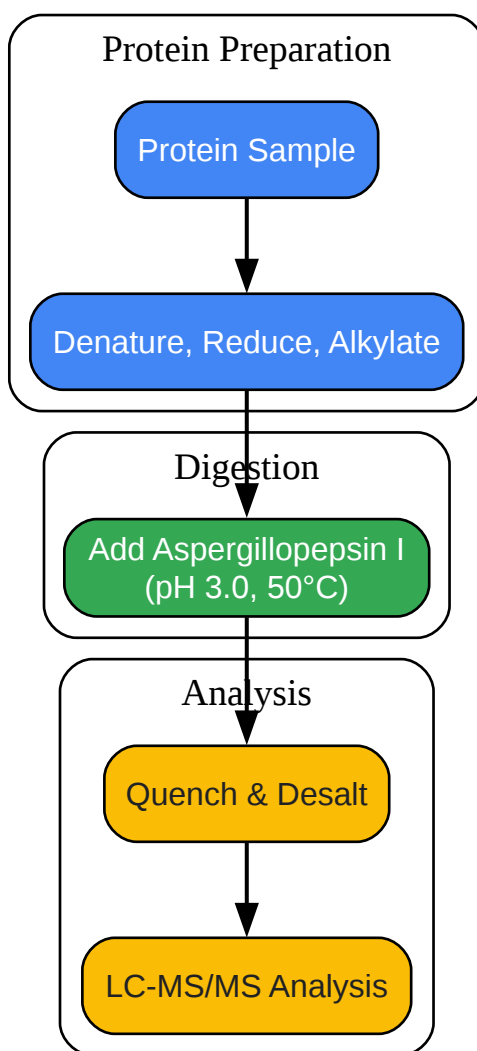 Protein Preparation
Protein Sample
Denature, Reduce, Alkylate
Digestion
Add Aspergillopepsin I
(pH 3.0, 50°C)
Analysis
Quench & Desalt
LC-MS/MS Analysis